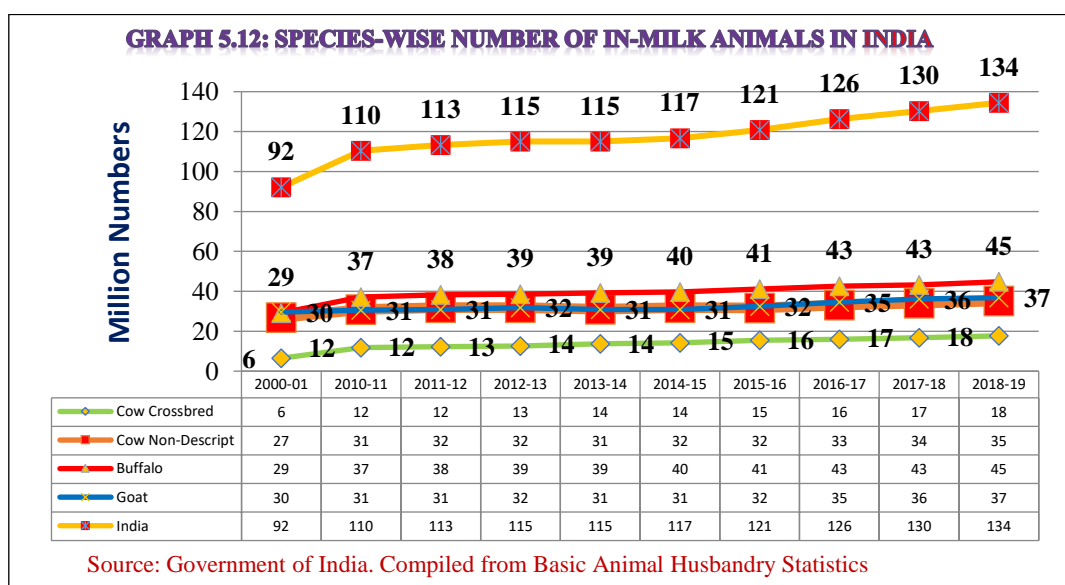 GRAPH 5.12: SPECIES-WISE NUMBER OF IN-MILK ANIMALS IN INDIA
Million Numbers
140
120
100
80
60
40
20
0
92 110 113 115 115 117 121 126 130 134
29 37 38 39 39 40 41 43 43 45
30 31 31 32 31 31 32 35 36 37
6 12 12 13 14 14 15 16 17 18
2000-01 2010-11 2011-12 2012-13 2013-14 2014-15 2015-16 2016-17 2017-18 2018-19
Cow Crossbred 6 12 12 13 14 14 15 16 17 18
Cow Non-Descript 27 31 32 32 31 32 32 33 34 35
Buffalo 29 37 38 39 39 40 41 43 43 45
Goat 30 31 31 32 31 31 32 35 36 37
India 92 110 113 115 115 117 121 126 130 134
Source: Government of India. Compiled from Basic Animal Husbandry Statistics